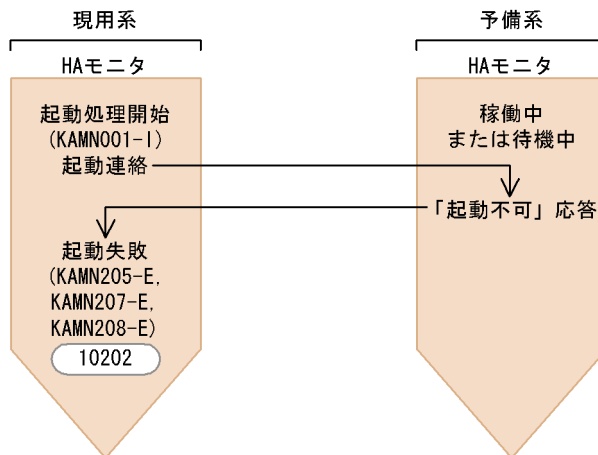 現用系
予備系
HAモニタ
HAモニタ
起動処理開始
(KAMN001-I)
起動連絡
稼働中
または待機中
「起動不可」応答
起動失敗
(KAMN205-E,
KAMN207-E,
KAMN208-E)
10202